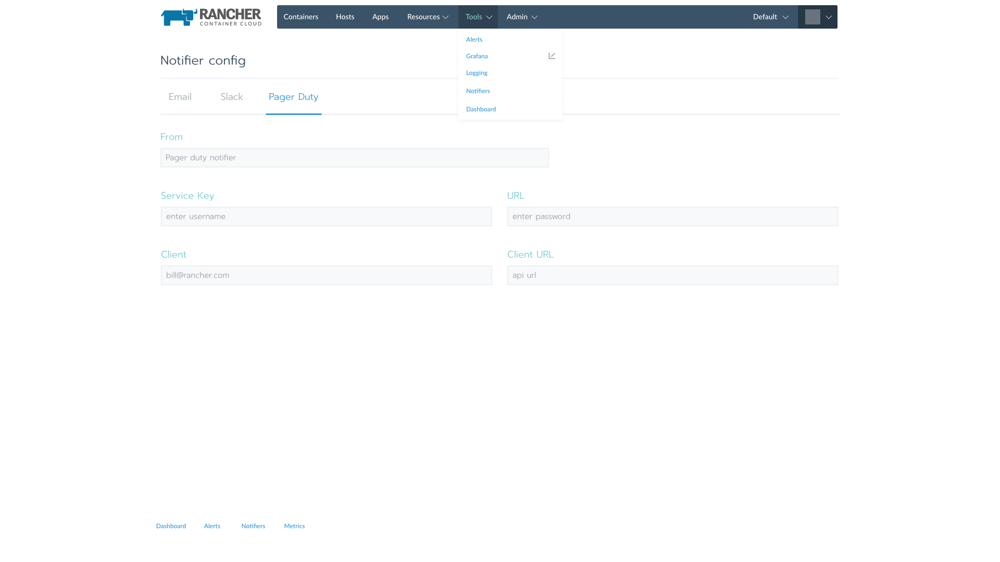 RANCHER
CONTAINER CLOUD
Containers Hosts Apps Resources Tools Admin Default
Alerts
Grafana
Logging
Notifiers
Dashboard
Notifier config
Email Slack Pager Duty
From
Pager duty notifier
Service Key URL
enter username enter password
Client Client URL
bill@rancher.com api url
Dashboard Alerts Notifiers Metrics